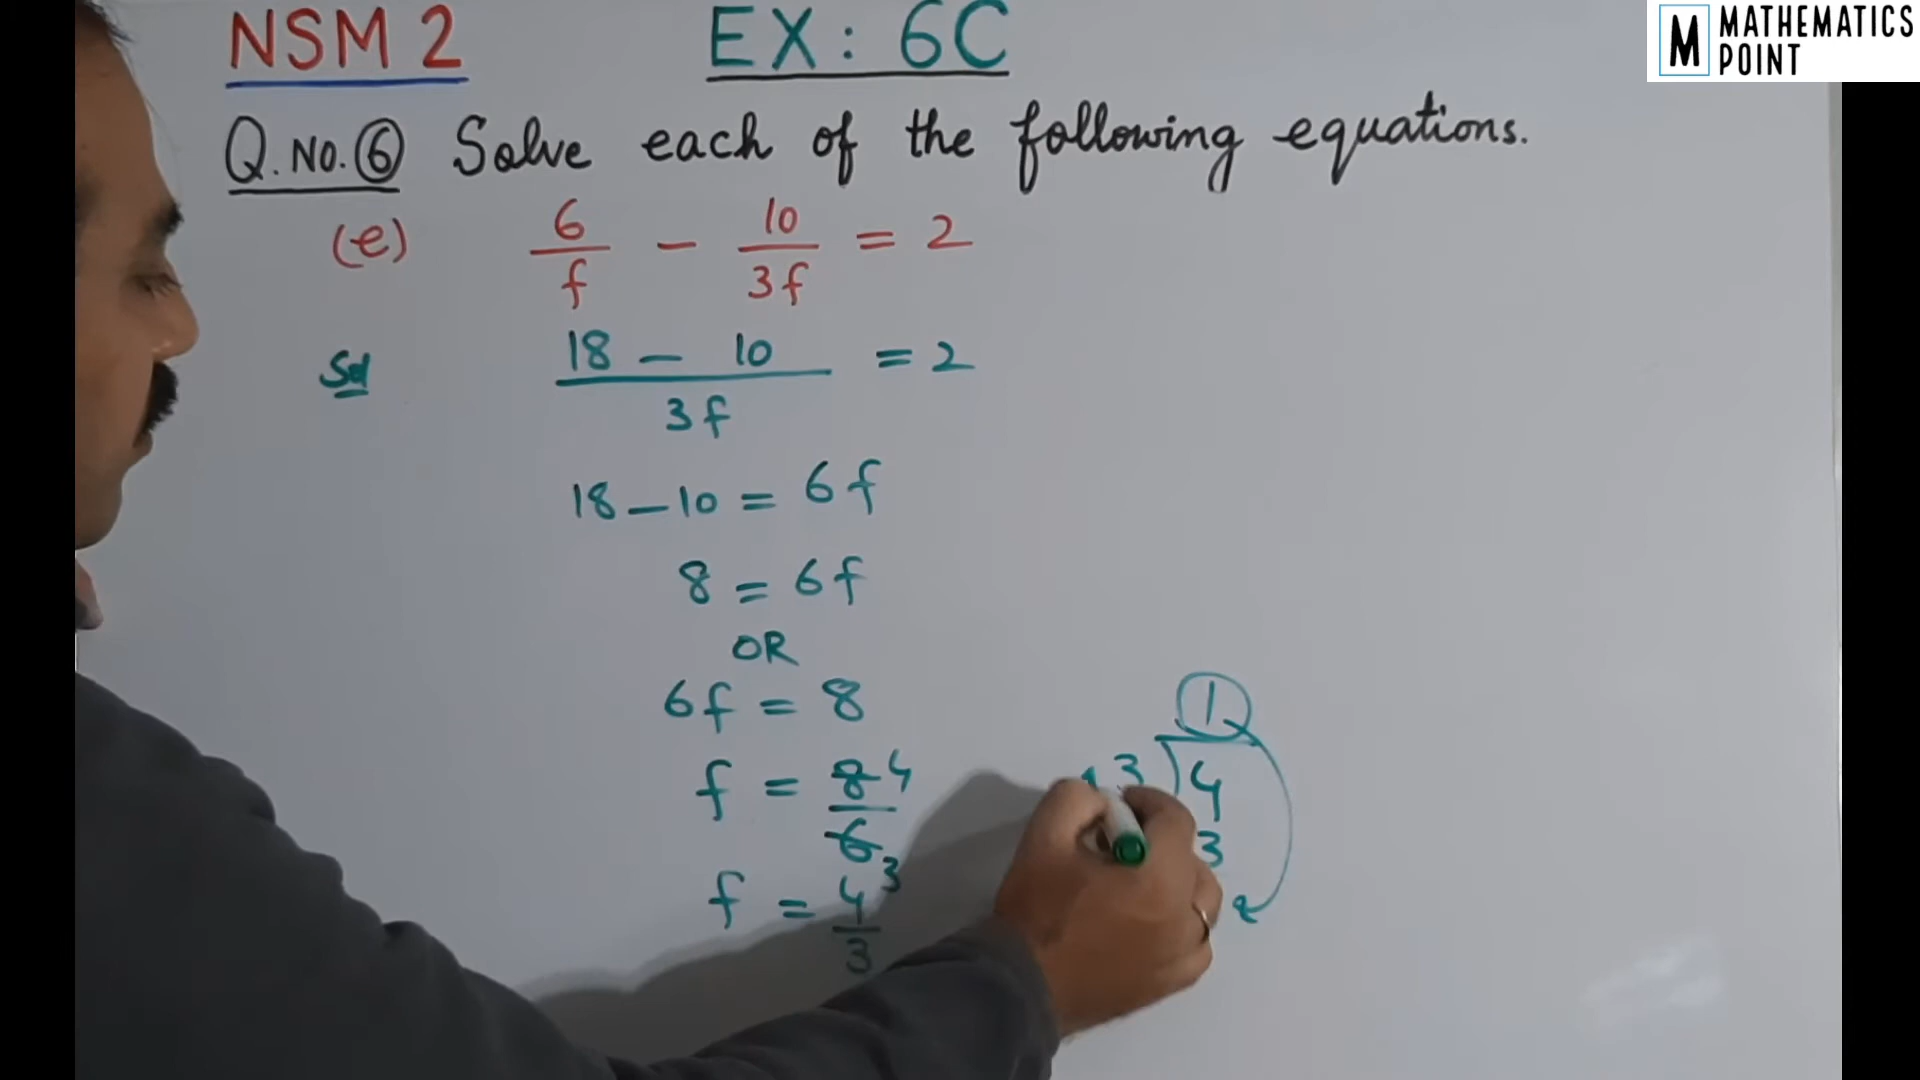 NSM 2 EX: 6C
M MATHEMATICS POINT
Q.NO.⑥ Solve each of the following equations.
(e) 6/f − 10/3f = 2
Sol 18 − 10 / 3f = 2
18 − 10 = 6f
8 = 6f
OR
6f = 8
f = 8/6 4 3
f = 4/3
1
3 ) 4
3